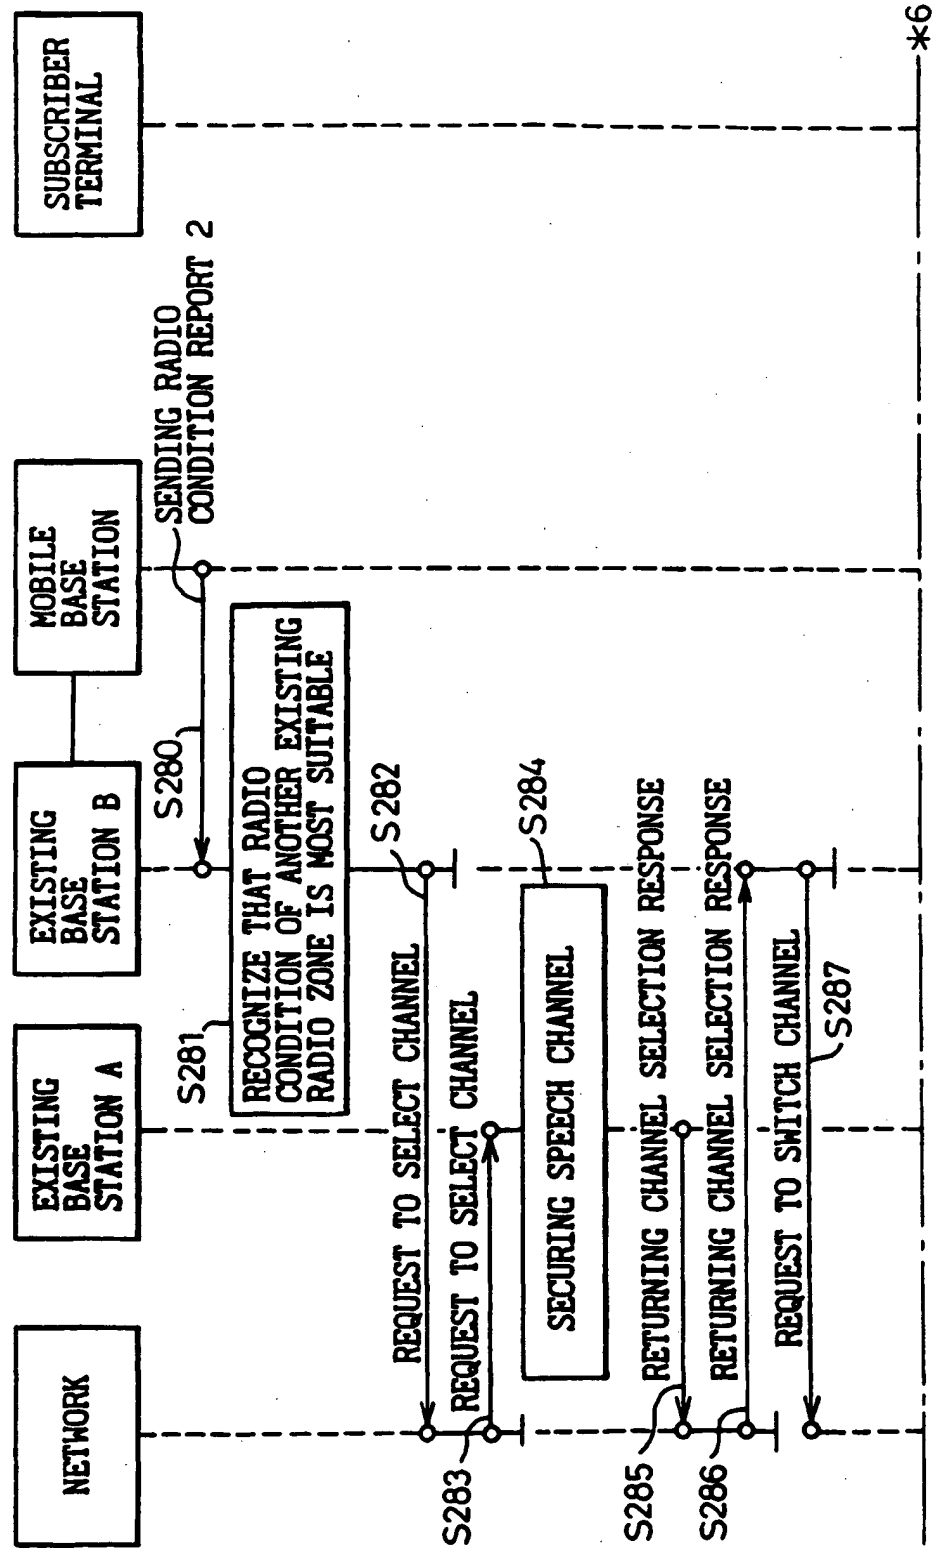 NETWORK
EXISTING
BASE
STATION A
EXISTING
BASE
STATION B
MOBILE
BASE
STATION
SUBSCRIBER
TERMINAL
S280
SENDING RADIO
CONDITION REPORT 2
S281
RECOGNIZE THAT RADIO
CONDITION OF ANOTHER EXISTING
RADIO ZONE IS MOST SUITABLE
REQUEST TO SELECT CHANNEL
S282
S283
REQUEST TO SELECT CHANNEL
S284
SECURING SPEECH CHANNEL
S285
RETURNING CHANNEL SELECTION RESPONSE
S286
RETURNING CHANNEL SELECTION RESPONSE
REQUEST TO SWITCH CHANNEL
S287
*6